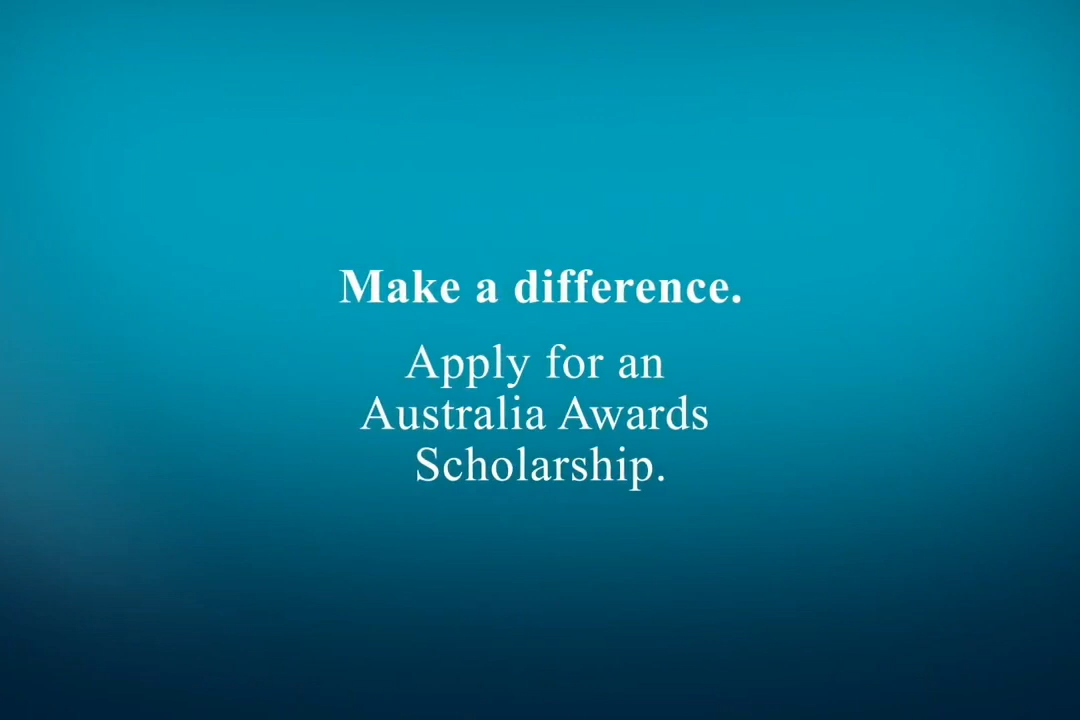 Make a difference.
Apply for an
Australia Awards
Scholarship.